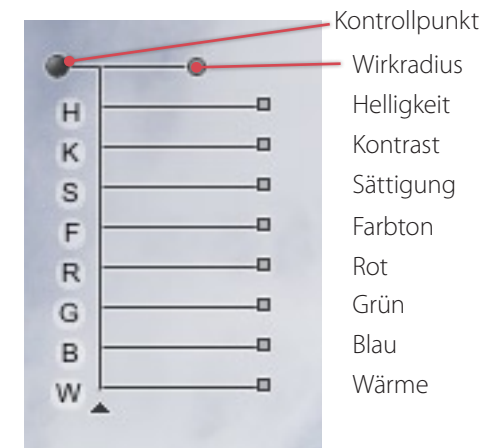 Kontrollpunkt
Wirkradius
H Helligkeit
K Kontrast
S Sättigung
F Farbton
R Rot
G Grün
B Blau
W Wärme